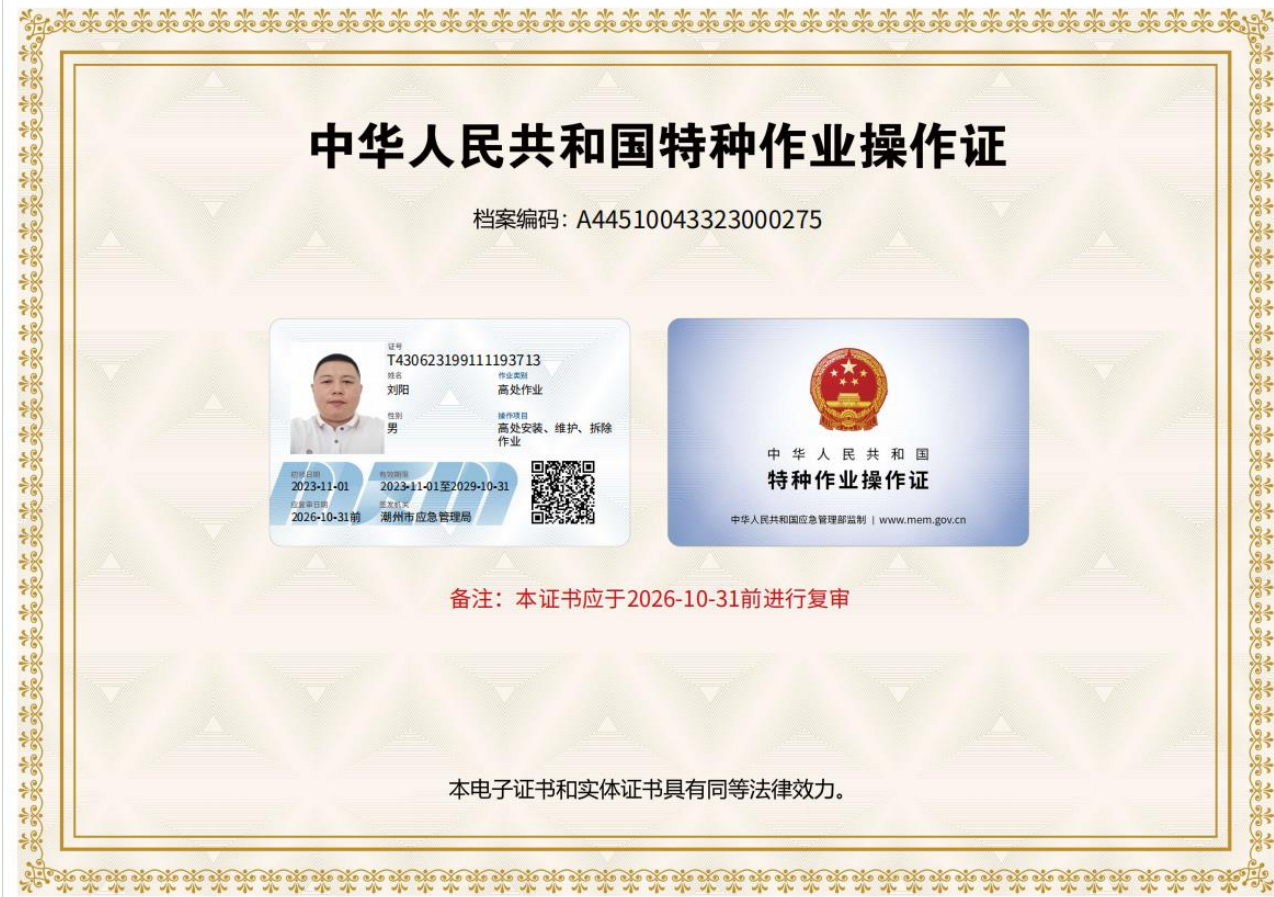 中华人民共和国特种作业操作证
档案编码：A44510043323000275
证号
T430623199111193713
姓名
刘阳
作业类别
高处作业
性别
男
操作项目
高处安装、维护、拆除
作业
初领日期
2023-11-01
有效期限
2023-11-01至2029-10-31
应复审日期
2026-10-31前
签发机关
潮州市应急管理局
中华人民共和国
特种作业操作证
中华人民共和国应急管理部监制 | www.mem.gov.cn
备注：本证书应于2026-10-31前进行复审
本电子证书和实体证书具有同等法律效力。